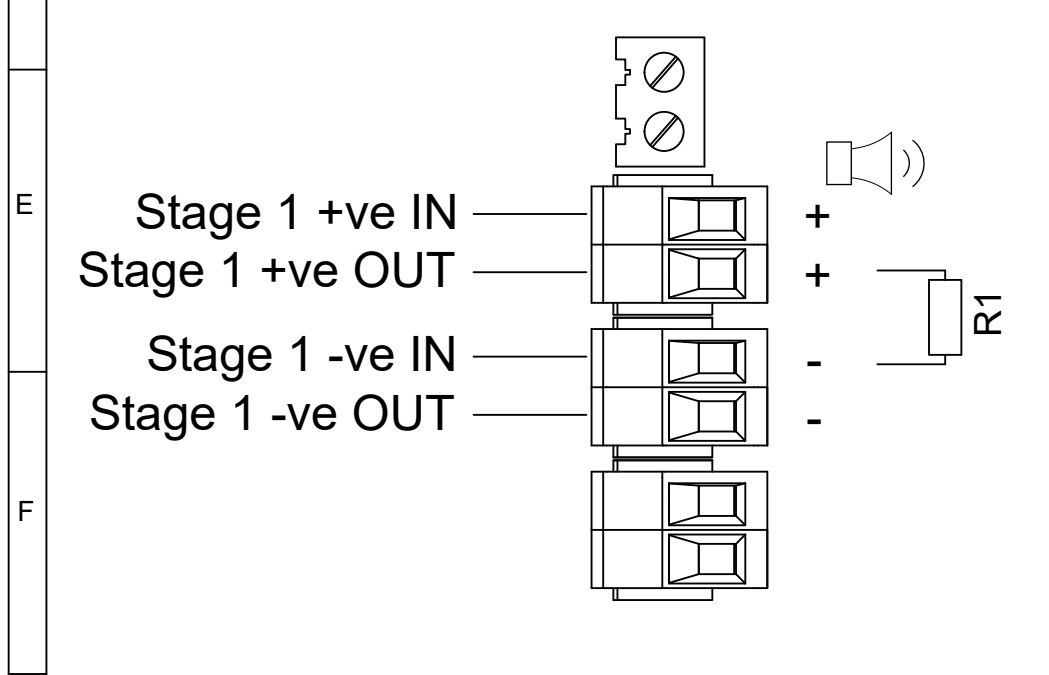 E
Stage 1 +ve IN
+
Stage 1 +ve OUT
+
R1
Stage 1 -ve IN
-
Stage 1 -ve OUT
-
F